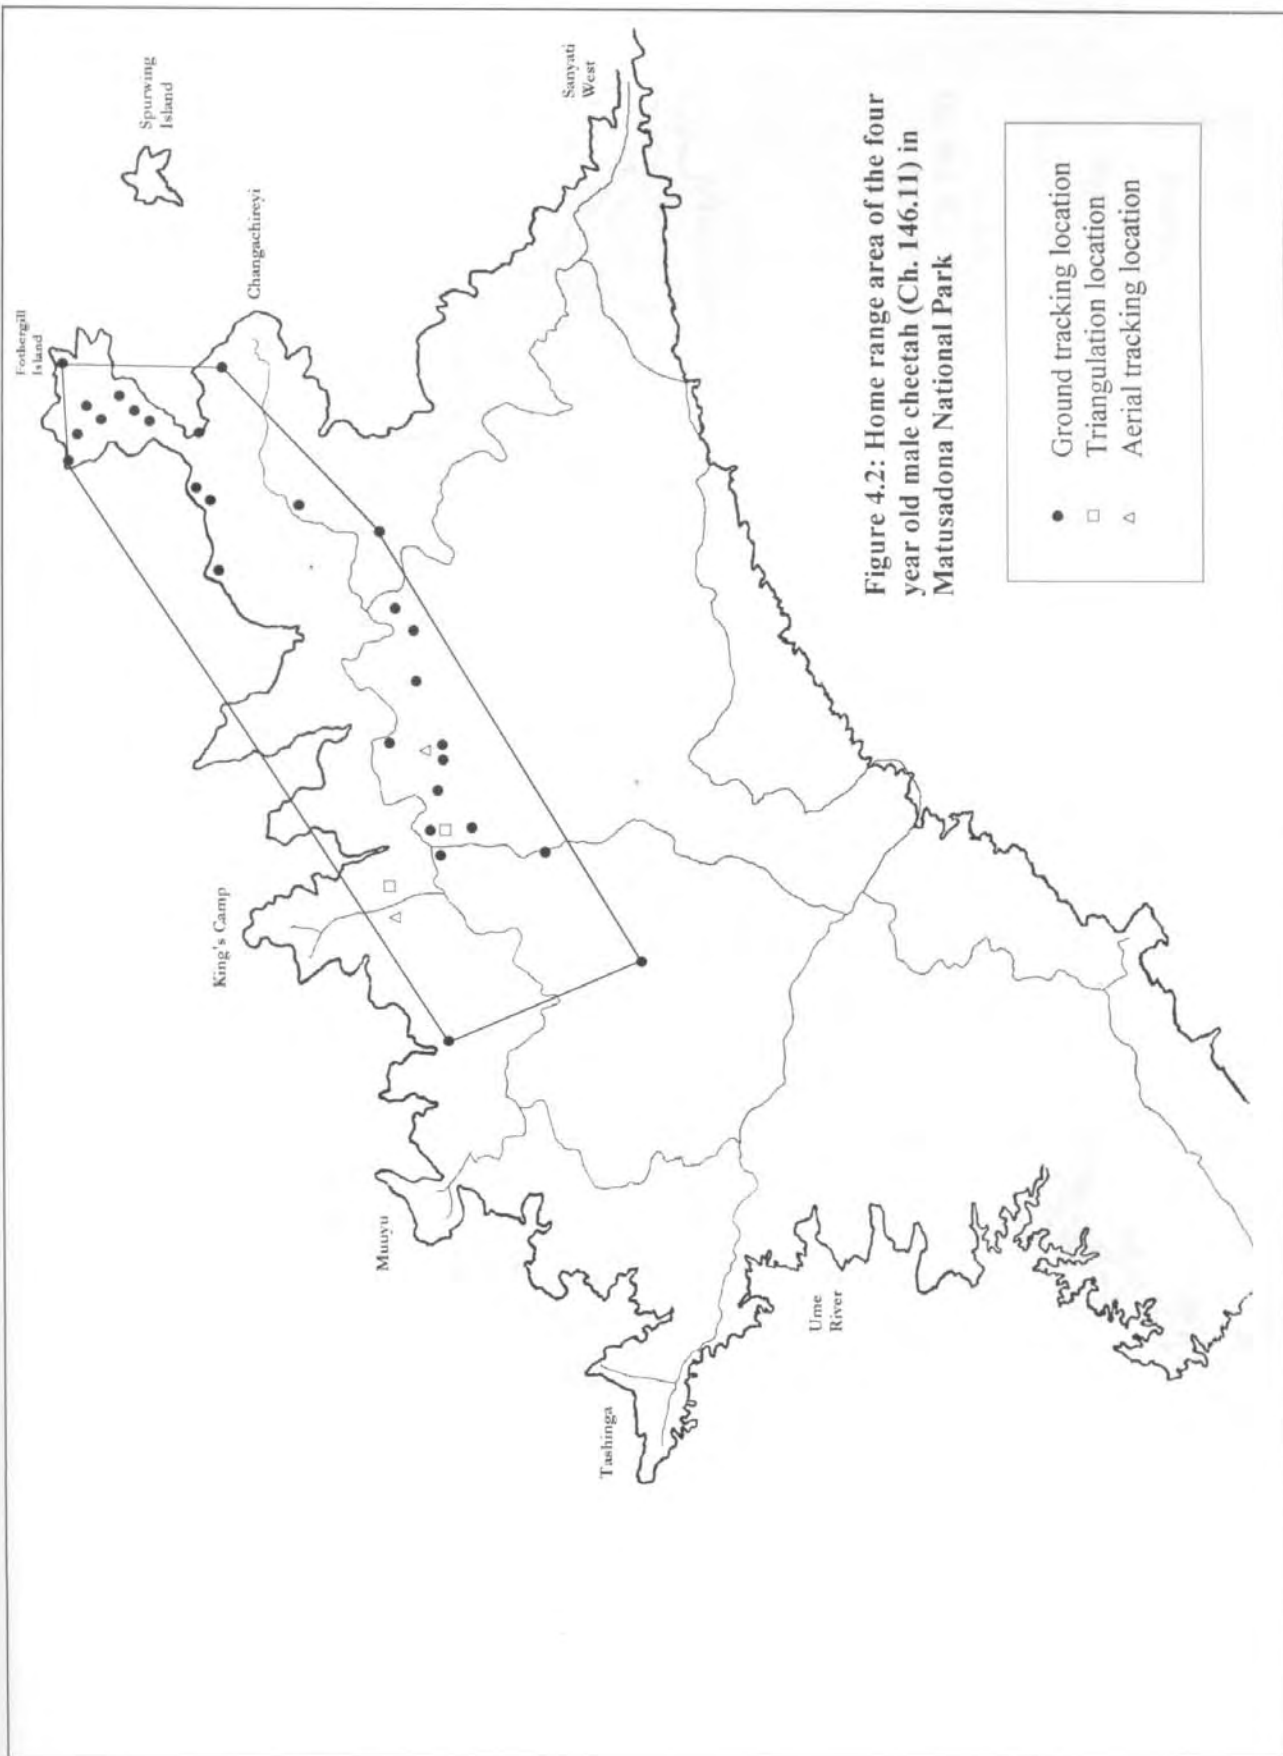 Spurwing
Island
Fothergill
Island
Changachireyi
Sanyati
West
King's Camp
Muuyu
Tashinga
Ume
River
Figure 4.2: Home range area of the four
year old male cheetah (Ch. 146.11) in
Matusadona National Park
Ground tracking location
Triangulation location
Aerial tracking location